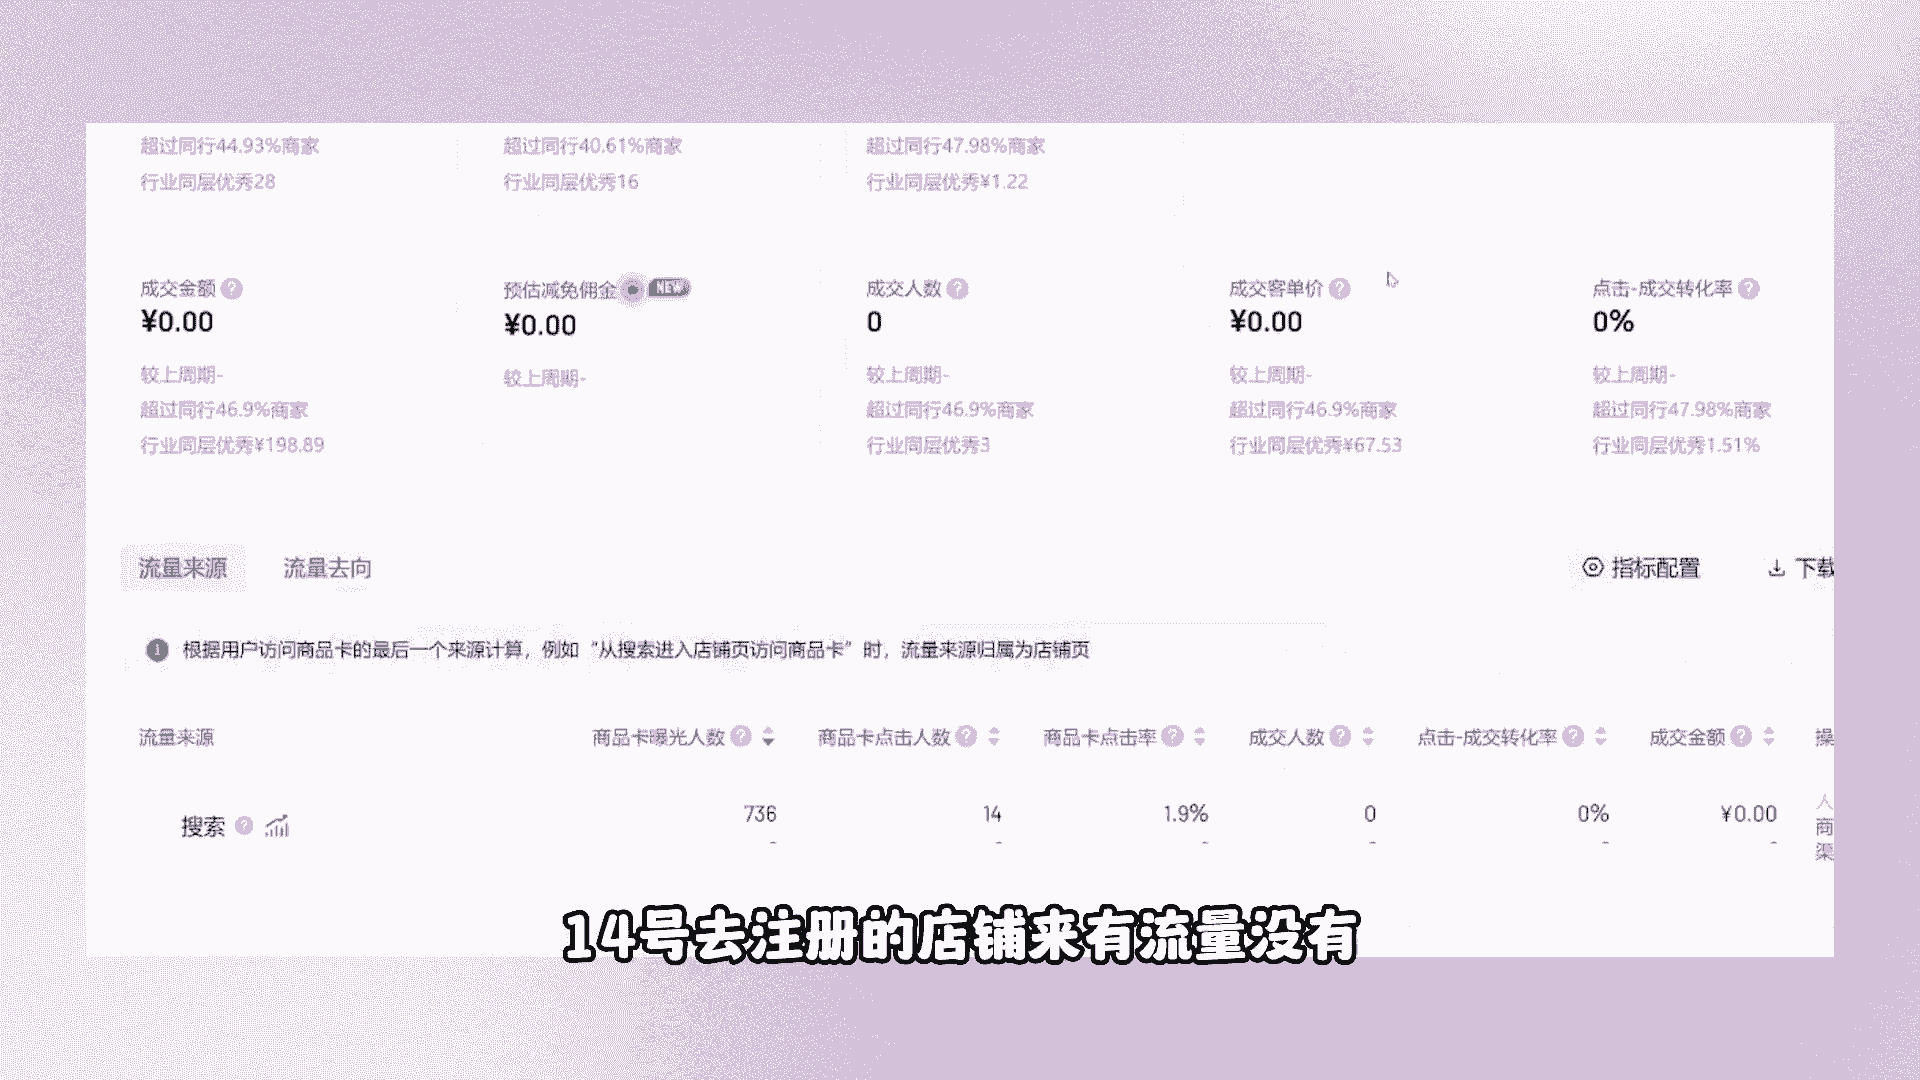 超过同行44.93%商家
超过同行40.61%商家
超过同行47.98%商家
行业同层优秀28
行业同层优秀16
行业同层优秀¥1.22
成交金额
预估减免佣金 NEW
成交人数
成交客单价
点击-成交转化率
¥0.00
¥0.00
0
¥0.00
0%
较上周期-
较上周期-
较上周期-
较上周期-
较上周期-
超过同行46.9%商家
超过同行46.9%商家
超过同行46.9%商家
超过同行47.98%商家
行业同层优秀¥198.89
行业同层优秀3
行业同层优秀¥67.53
行业同层优秀1.51%
流量来源
流量去向
指标配置
下载
根据用户访问商品卡的最后一个来源计算，例如“从搜索进入店铺页访问商品卡”时，流量来源归属为店铺页
流量来源
商品卡曝光人数
商品卡点击人数
商品卡点击率
成交人数
点击-成交转化率
成交金额
操
搜索
736
14
1.9%
0
0%
¥0.00
人
商
渠
14号去注册的店铺来有流量没有